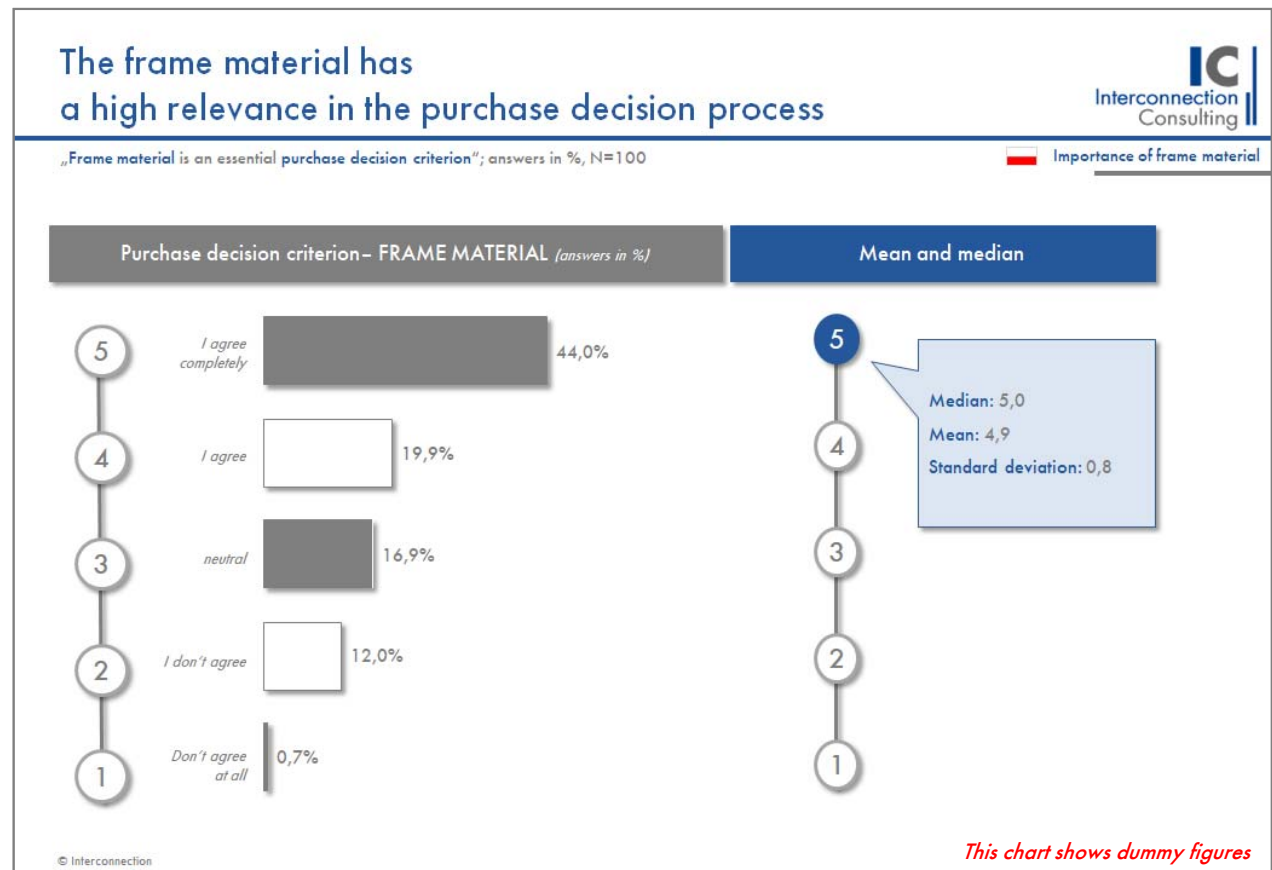 The frame material has
a high relevance in the purchase decision process
IC
Interconnection
Consulting
„Frame material is an essential purchase decision criterion"; answers in %, N=100
Importance of frame material
Purchase decision criterion– FRAME MATERIAL (answers in %)
5
I agree
completely
44,0%
4
I agree
19,9%
3
neutral
16,9%
2
I don't agree
12,0%
1
Don't agree
at all
0,7%
Mean and median
5
Median: 5,0
Mean: 4,9
Standard deviation: 0,8
4
3
2
1
© Interconnection
This chart shows dummy figures